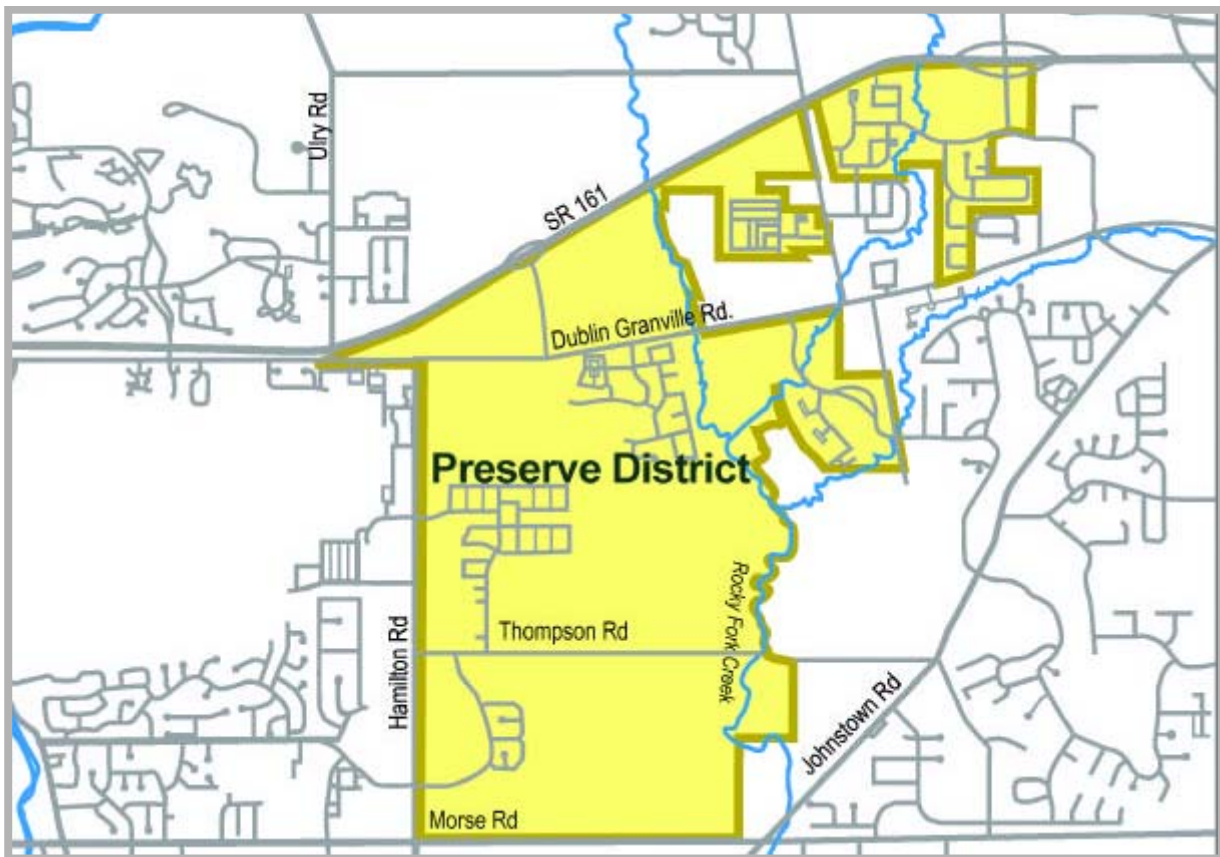 Ulry Rd
SR 161
Dublin Granville Rd.
Preserve District
Rocky Fork Creek
Thompson Rd
Hamilton Rd
Johnstown Rd
Morse Rd